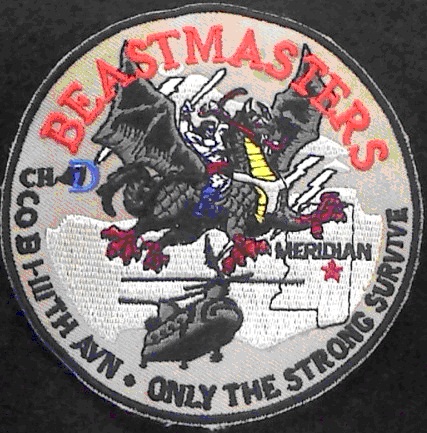 BEASTMASTERS
CH-47D
MERIDIAN
CO B 1-111TH AVN • ONLY THE STRONG SURVIVE